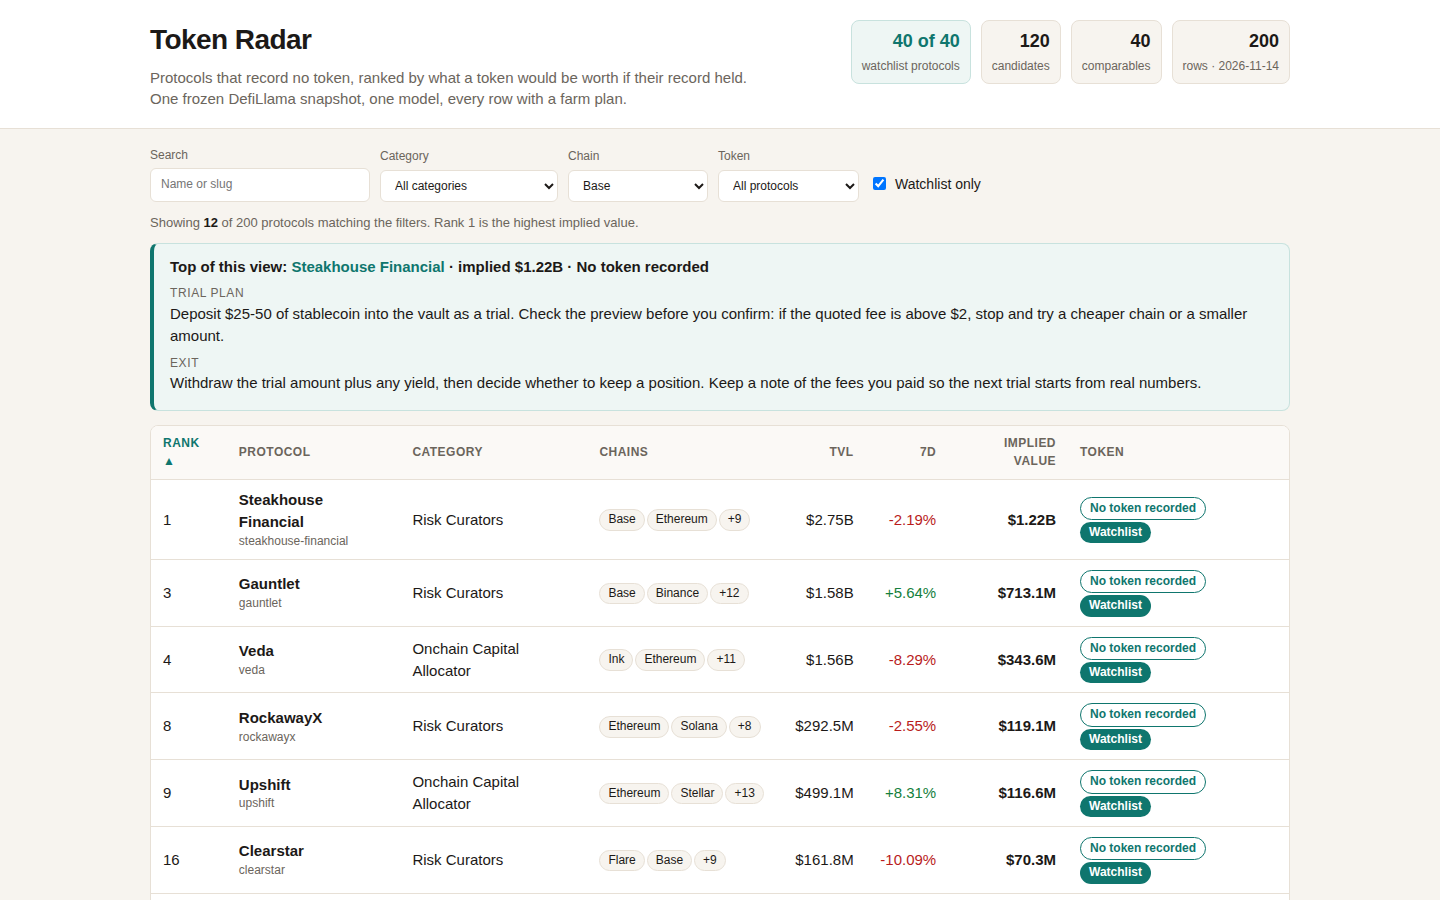 Token Radar
Protocols that record no token, ranked by what a token would be worth if their record held.
One frozen DefiLlama snapshot, one model, every row with a farm plan.
40 of 40
watchlist protocols
120
candidates
40
comparables
200
rows · 2026-11-14
Search
Name or slug
Category
All categories
Chain
Base
Token
All protocols
Watchlist only
Showing 12 of 200 protocols matching the filters. Rank 1 is the highest implied value.
Top of this view: Steakhouse Financial · implied $1.22B · No token recorded
TRIAL PLAN
Deposit $25-50 of stablecoin into the vault as a trial. Check the preview before you confirm: if the quoted fee is above $2, stop and try a cheaper chain or a smaller
amount.
EXIT
Withdraw the trial amount plus any yield, then decide whether to keep a position. Keep a note of the fees you paid so the next trial starts from real numbers.
RANK ▲ PROTOCOL CATEGORY CHAINS TVL 7D IMPLIED VALUE TOKEN
1 Steakhouse Financial steakhouse-financial Risk Curators Base Ethereum +9 $2.75B -2.19% $1.22B No token recorded Watchlist
3 Gauntlet gauntlet Risk Curators Base Binance +12 $1.58B +5.64% $713.1M No token recorded Watchlist
4 Veda veda Onchain Capital Allocator Ink Ethereum +11 $1.56B -8.29% $343.6M No token recorded Watchlist
8 RockawayX rockawayx Risk Curators Ethereum Solana +8 $292.5M -2.55% $119.1M No token recorded Watchlist
9 Upshift upshift Onchain Capital Allocator Ethereum Stellar +13 $499.1M +8.31% $116.6M No token recorded Watchlist
16 Clearstar clearstar Risk Curators Flare Base +9 $161.8M -10.09% $70.3M No token recorded Watchlist